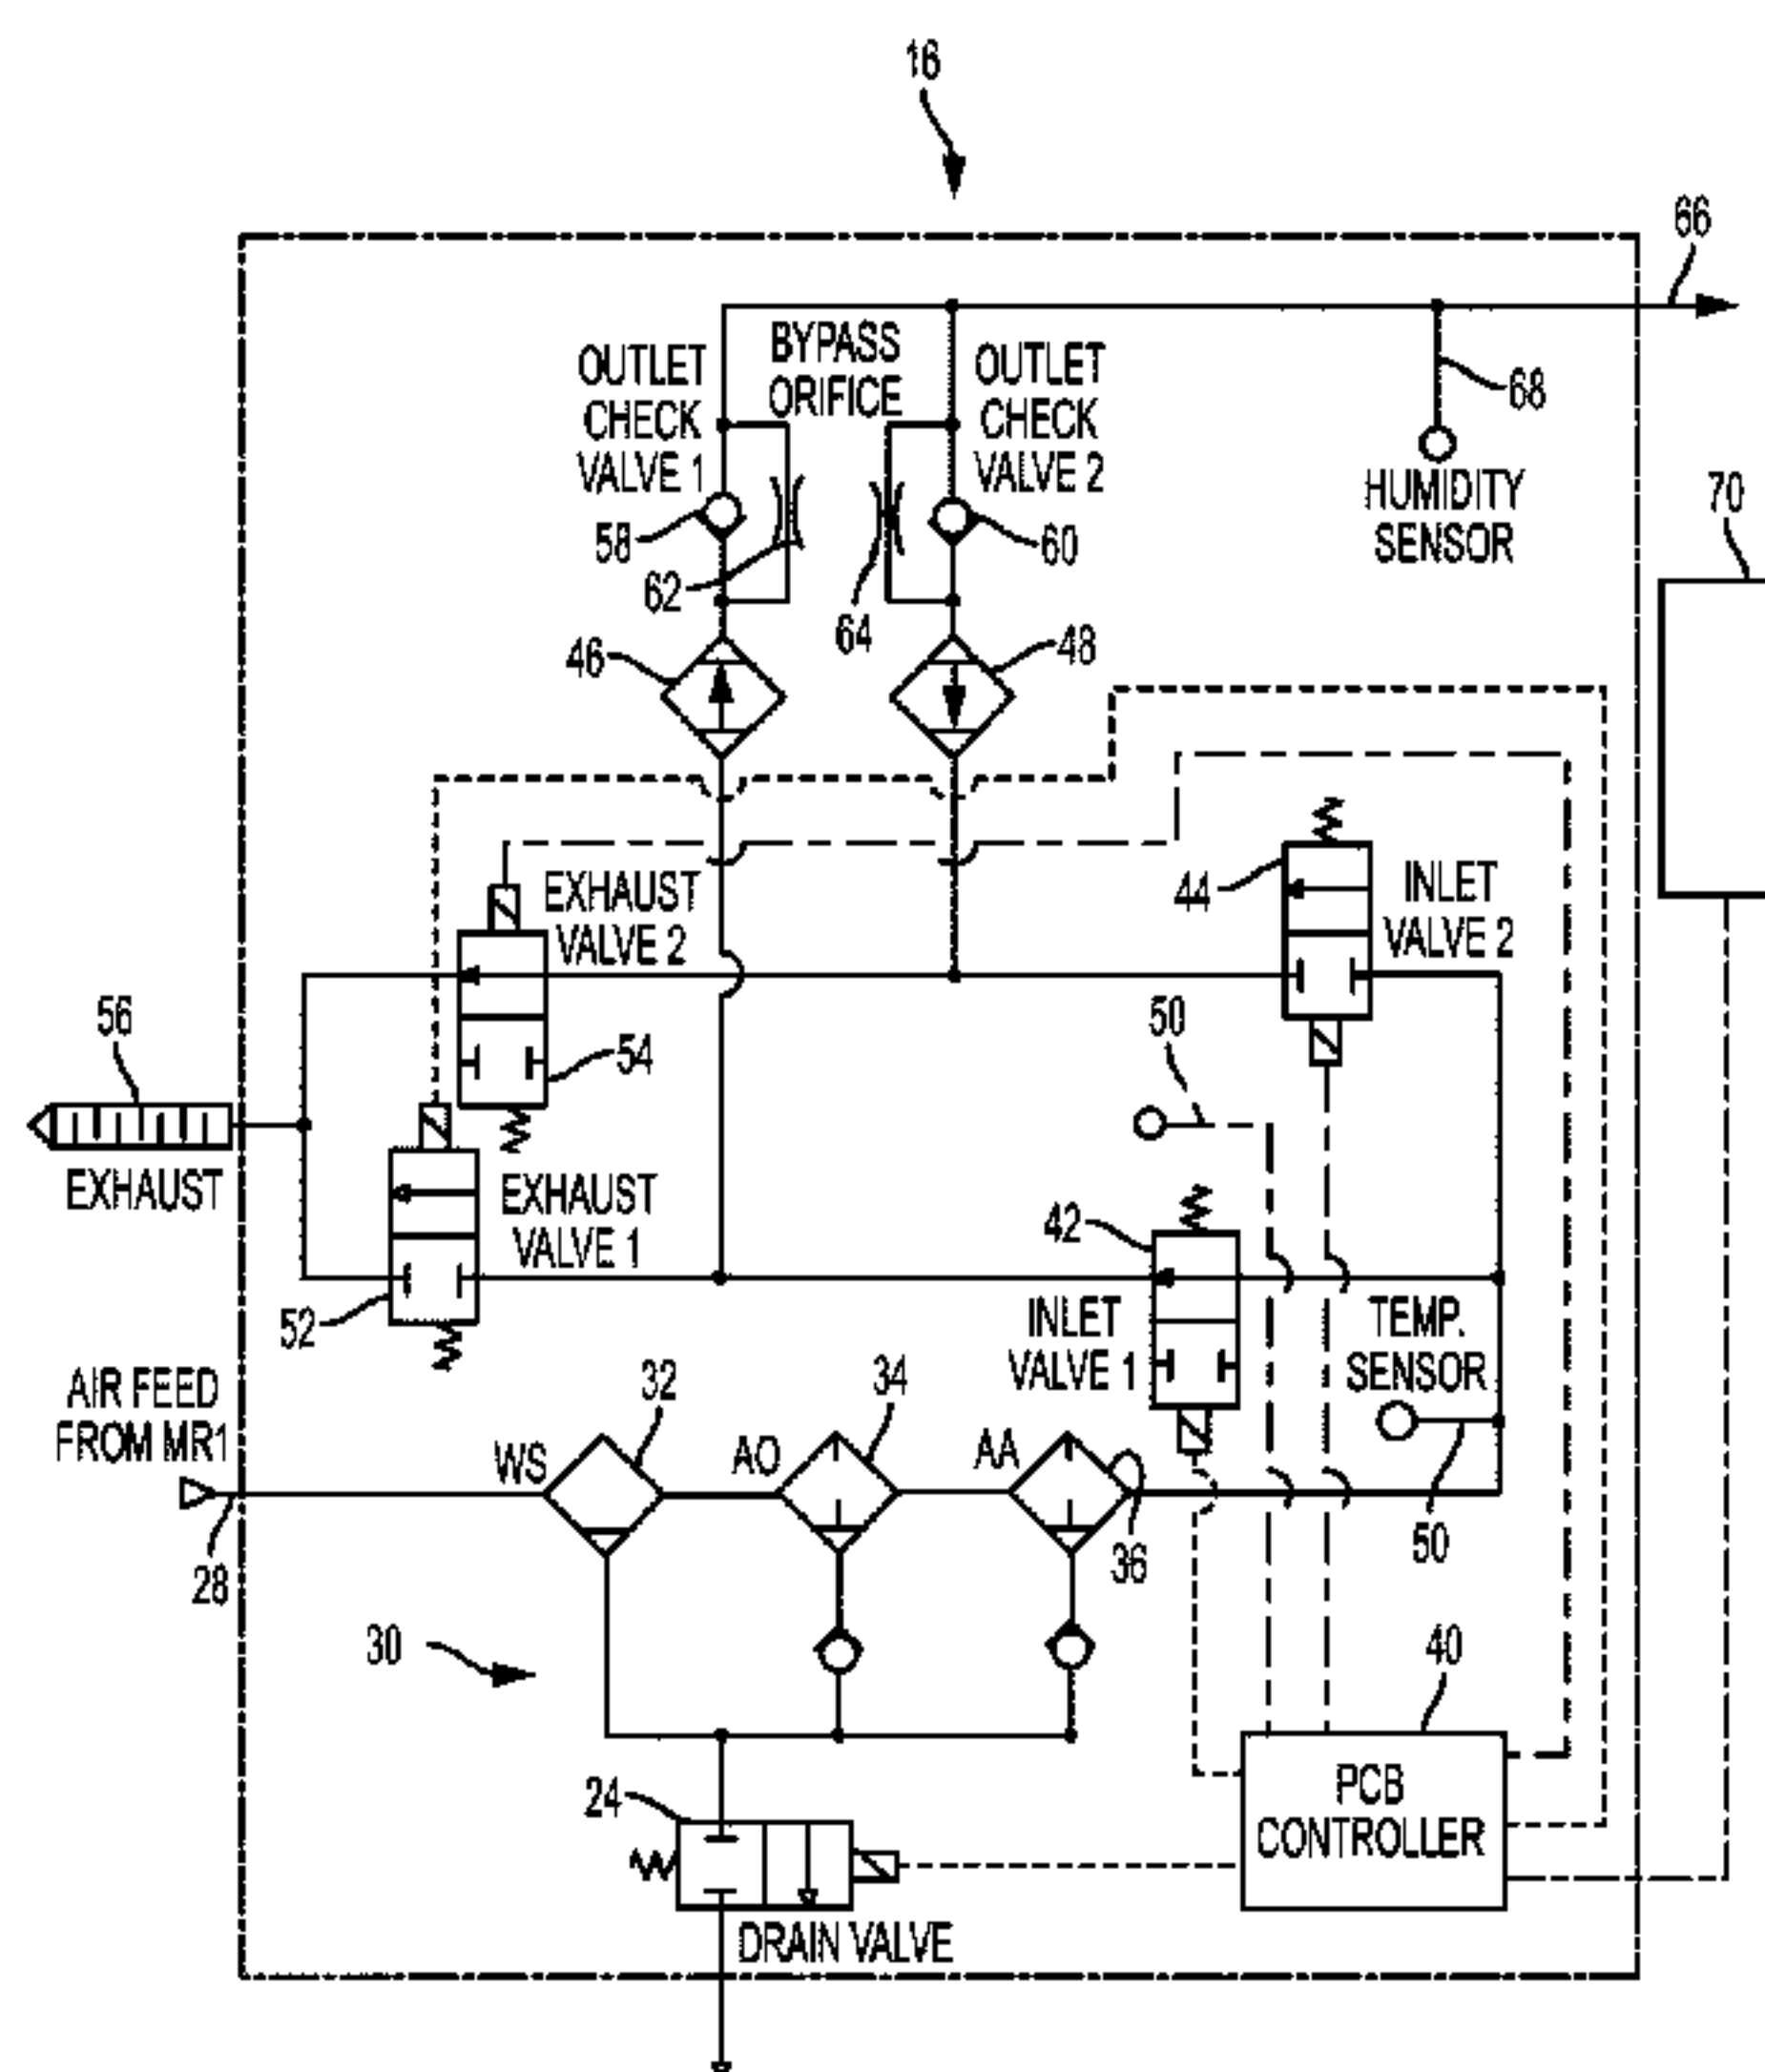 16
66
BYPASS
ORIFICE
OUTLET
CHECK
VALVE 1
OUTLET
CHECK
VALVE 2
68
HUMIDITY
SENSOR
70
58
62
64
60
46
48
44
INLET
VALVE 2
EXHAUST
VALVE 2
54
50
56
EXHAUST
EXHAUST
VALVE 1
52
42
INLET
VALVE 1
TEMP.
SENSOR
50
AIR FEED
FROM MR1
28
WS
32
AO
34
AA
36
30
40
PCB
CONTROLLER
24
DRAIN VALVE